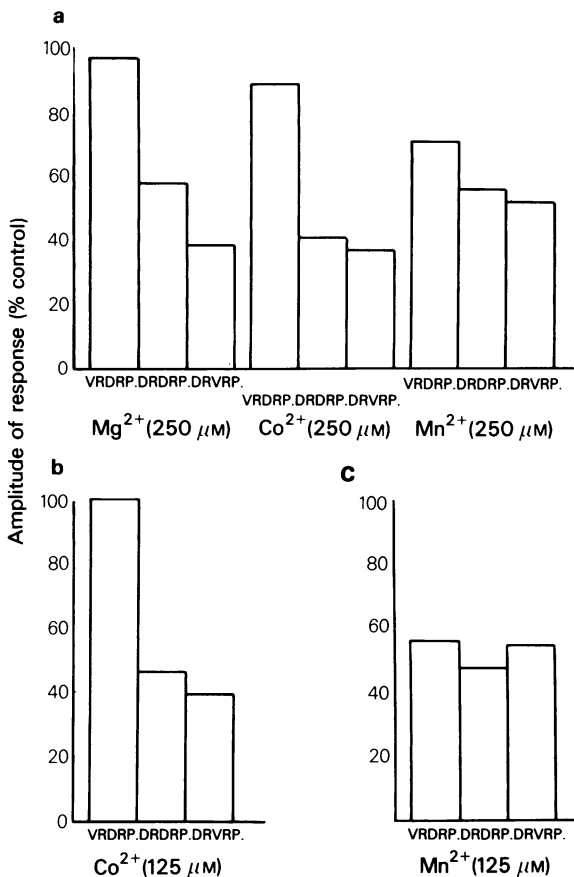 a
Amplitude of response (% control)
100
80
60
40
20
0
VRDRP. DRDRP. DRVRP.
VRDRP. DRDRP. DRVRP.
VRDRP. DRDRP. DRVRP.
Mg²⁺ (250 μM)
Co²⁺ (250 μM)
Mn²⁺ (250 μM)
b
100
80
60
40
20
0
VRDRP. DRDRP. DRVRP.
Co²⁺ (125 μM)
c
100
80
60
40
20
VRDRP. DRDRP. DRVRP.
Mn²⁺ (125 μM)